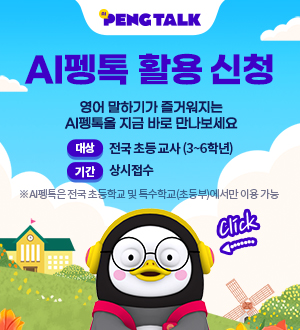 AI PENGTALK
AI펭톡 활용 신청
영어 말하기가 즐거워지는
AI펭톡을 지금 바로 만나보세요
대상 전국 초등 교사 (3~6학년)
기간 상시접수
※AI펭톡은 전국 초등학교 및 특수학교(초등부)에서만 이용 가능
Click